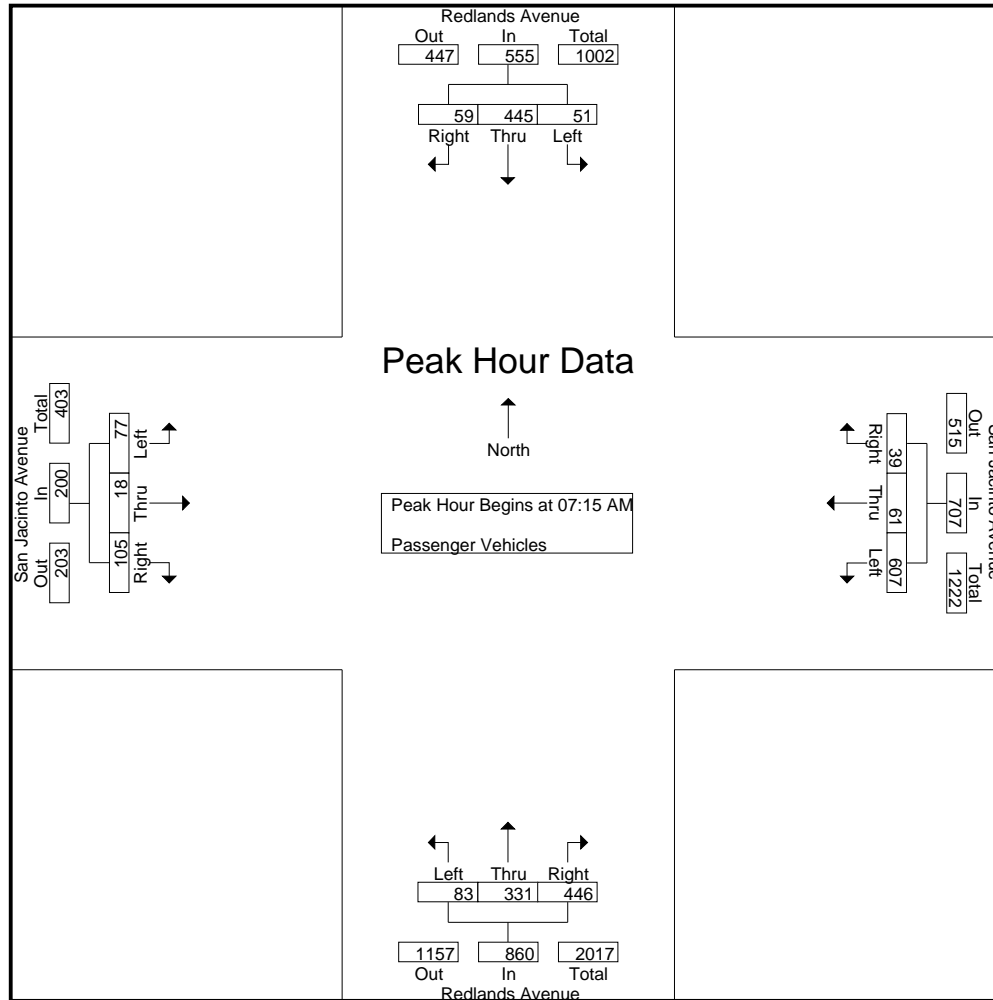 Redlands Avenue
Out In Total
447 555 1002
59 445 51
Right Thru Left
Peak Hour Data
North
Peak Hour Begins at 07:15 AM
Passenger Vehicles
San Jacinto Avenue
Out In Total
203 200 403
105 18 77
Right Thru Left
San Jacinto Avenue
Out In Total
515 707 1222
39 61 607
Right Thru Left
Left Thru Right
83 331 446
1157 860 2017
Out In Total
Redlands Avenue